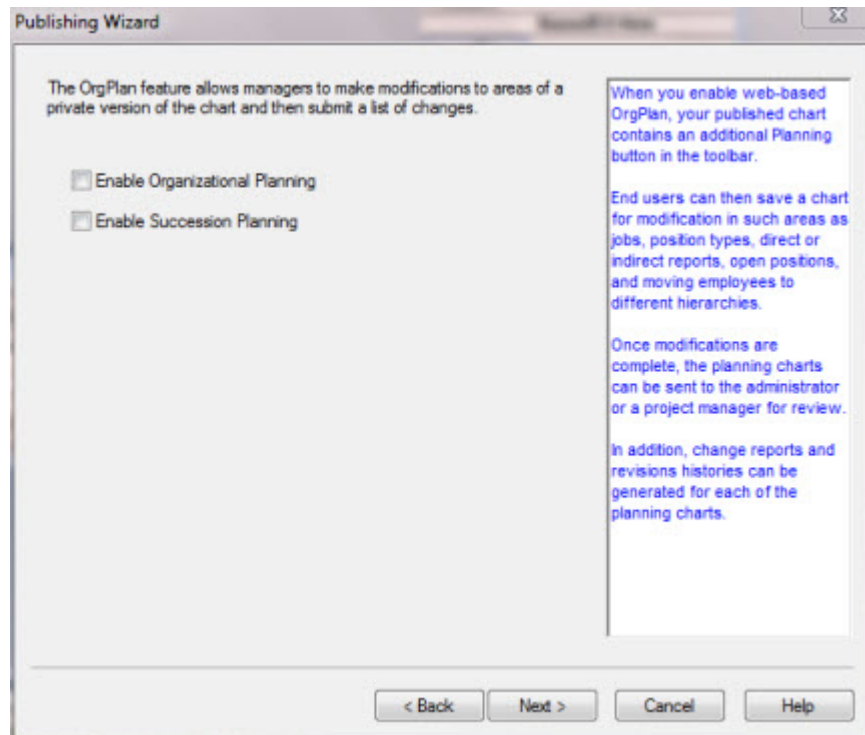 Publishing Wizard
The OrgPlan feature allows managers to make modifications to areas of a
private version of the chart and then submit a list of changes.
Enable Organizational Planning
Enable Succession Planning
When you enable web-based
OrgPlan, your published chart
contains an additional Planning
button in the toolbar.
End users can then save a chart
for modification in such areas as
jobs, position types, direct or
indirect reports, open positions,
and moving employees to
different hierarchies.
Once modifications are
complete, the planning charts
can be sent to the administrator
or a project manager for review.
In addition, change reports and
revisions histories can be
generated for each of the
planning charts.
< Back
Next >
Cancel
Help